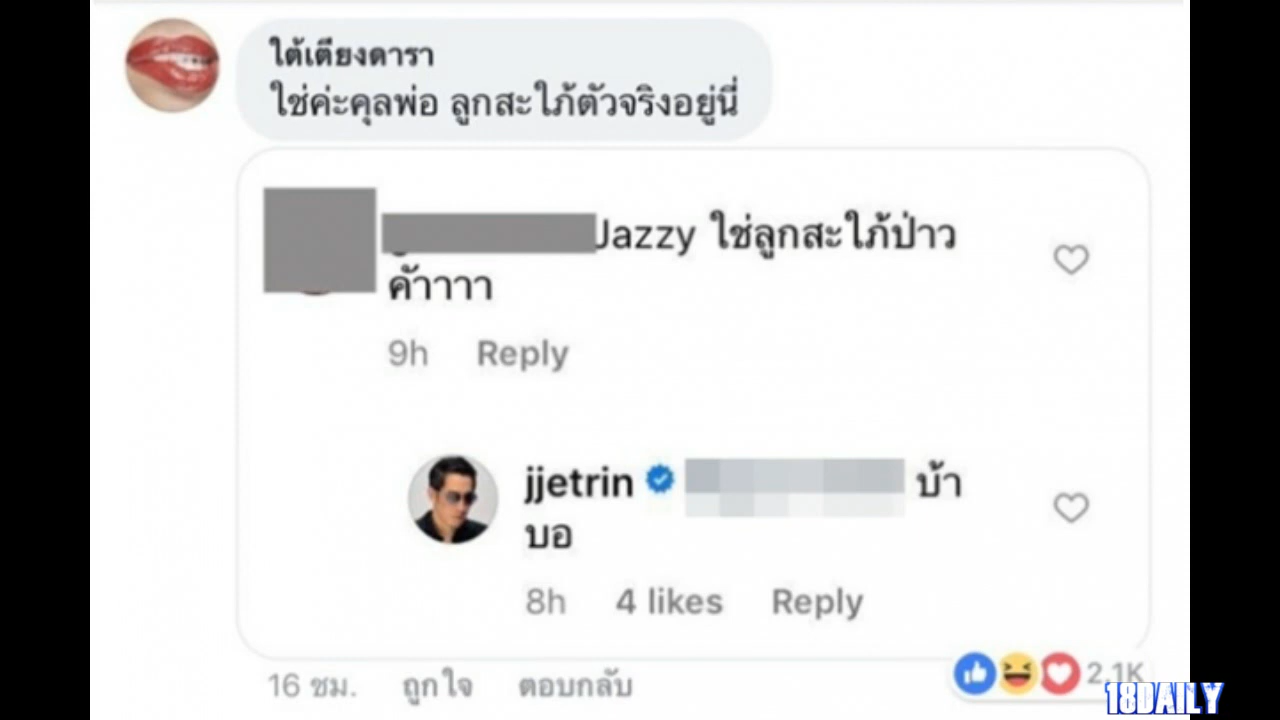 ใต้เตียงดารา
ใช่ค่ะคุลพ่อ ลูกสะใภ้ตัวจริงอยู่นี่
Jazzy ใช่ลูกสะใภ้ป่าว
ค้าาาา
9h Reply
jjetrin บ้า
บอ
8h 4 likes Reply
16 ชม. ถูกใจ ตอบกลับ 2.1K
18DAILY